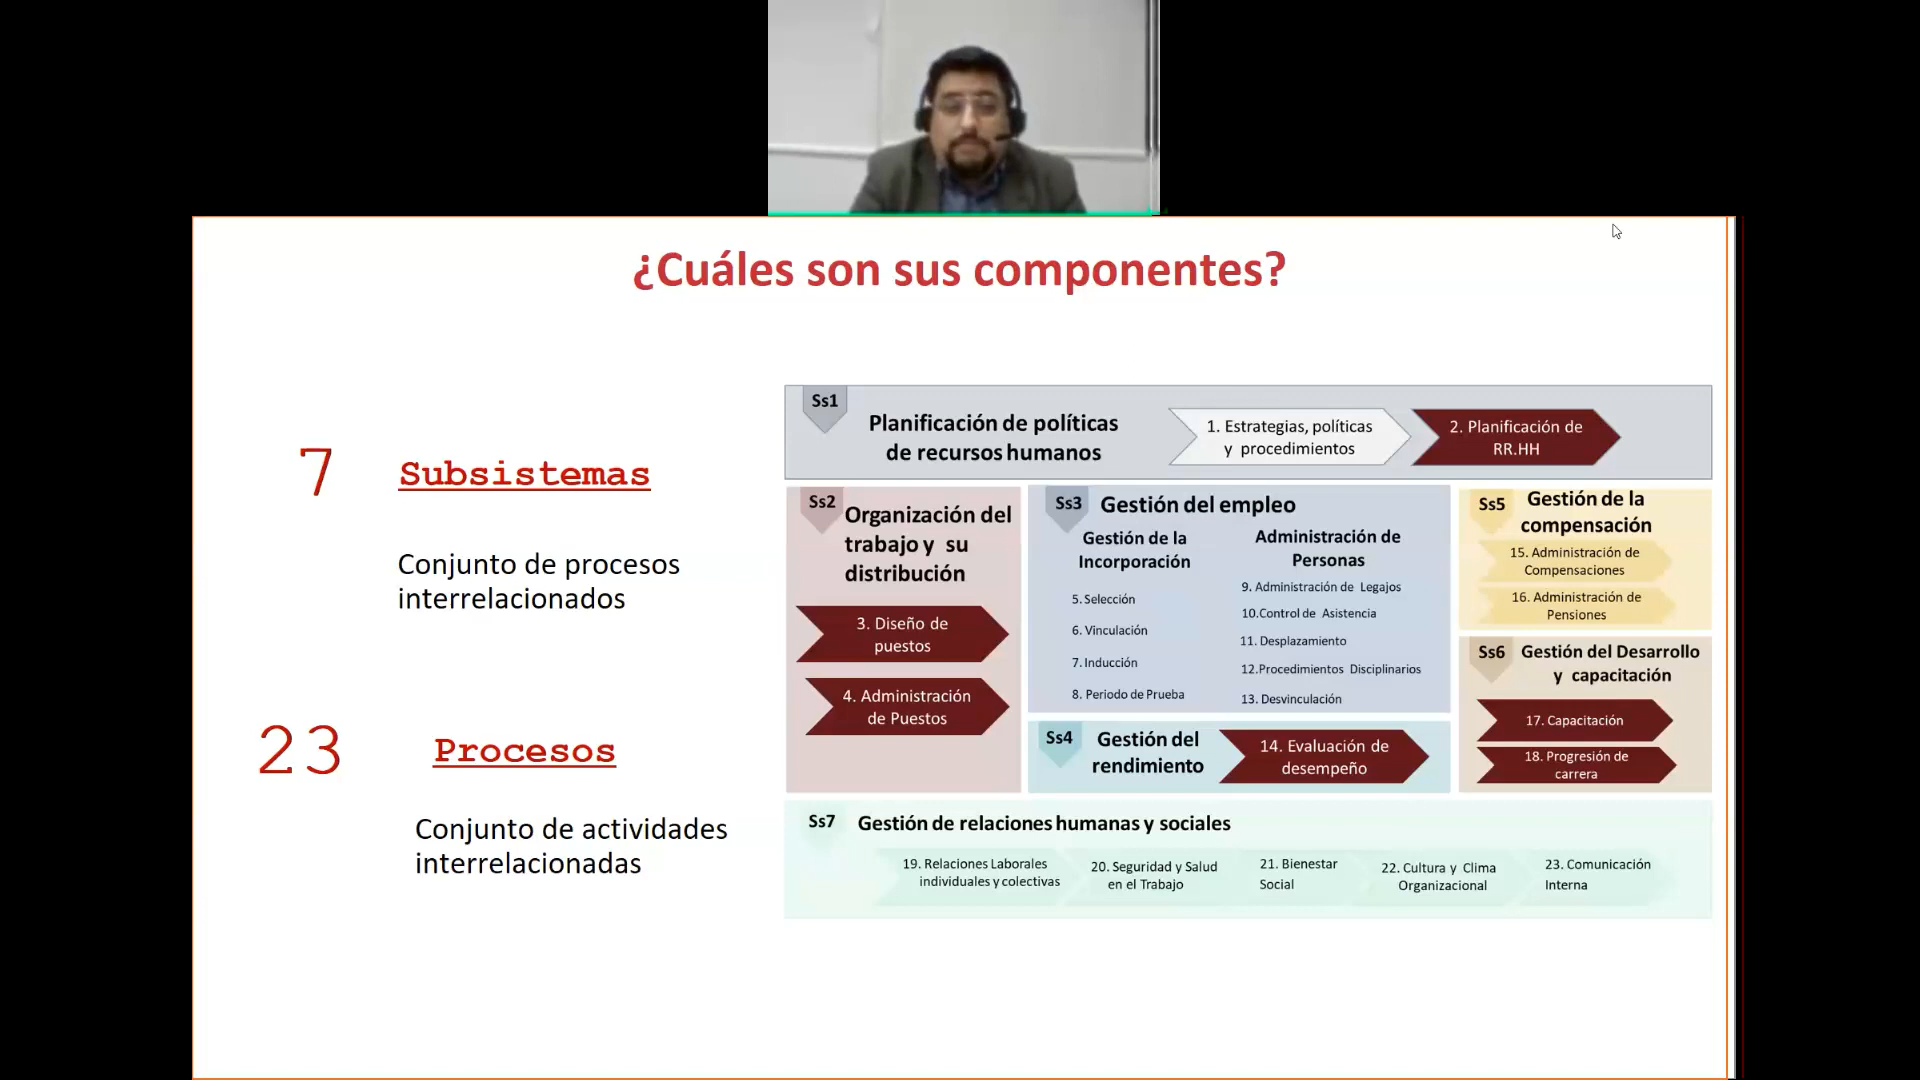 ¿Cuáles son sus componentes?
7
Subsistemas
Conjunto de procesos
interrelacionados
23
Procesos
Conjunto de actividades
interrelacionadas
Ss1
Planificación de políticas
de recursos humanos
1. Estrategias, políticas
y procedimientos
2. Planificación de
RR.HH
Ss2
Organización del
trabajo y su
distribución
3. Diseño de
puestos
4. Administración
de Puestos
Ss3
Gestión del empleo
Gestión de la
Incorporación
5. Selección
6. Vinculación
7. Inducción
8. Periodo de Prueba
Administración de
Personas
9. Administración de Legajos
10.Control de Asistencia
11. Desplazamiento
12.Procedimientos Disciplinarios
13. Desvinculación
Ss4
Gestión del
rendimiento
14. Evaluación de
desempeño
Ss5
Gestión de la
compensación
15. Administración de
Compensaciones
16. Administración de
Pensiones
Ss6
Gestión del Desarrollo
y capacitación
17. Capacitación
18. Progresión de
carrera
Ss7
Gestión de relaciones humanas y sociales
19. Relaciones Laborales
individuales y colectivas
20. Seguridad y Salud
en el Trabajo
21. Bienestar
Social
22. Cultura y Clima
Organizacional
23. Comunicación
Interna